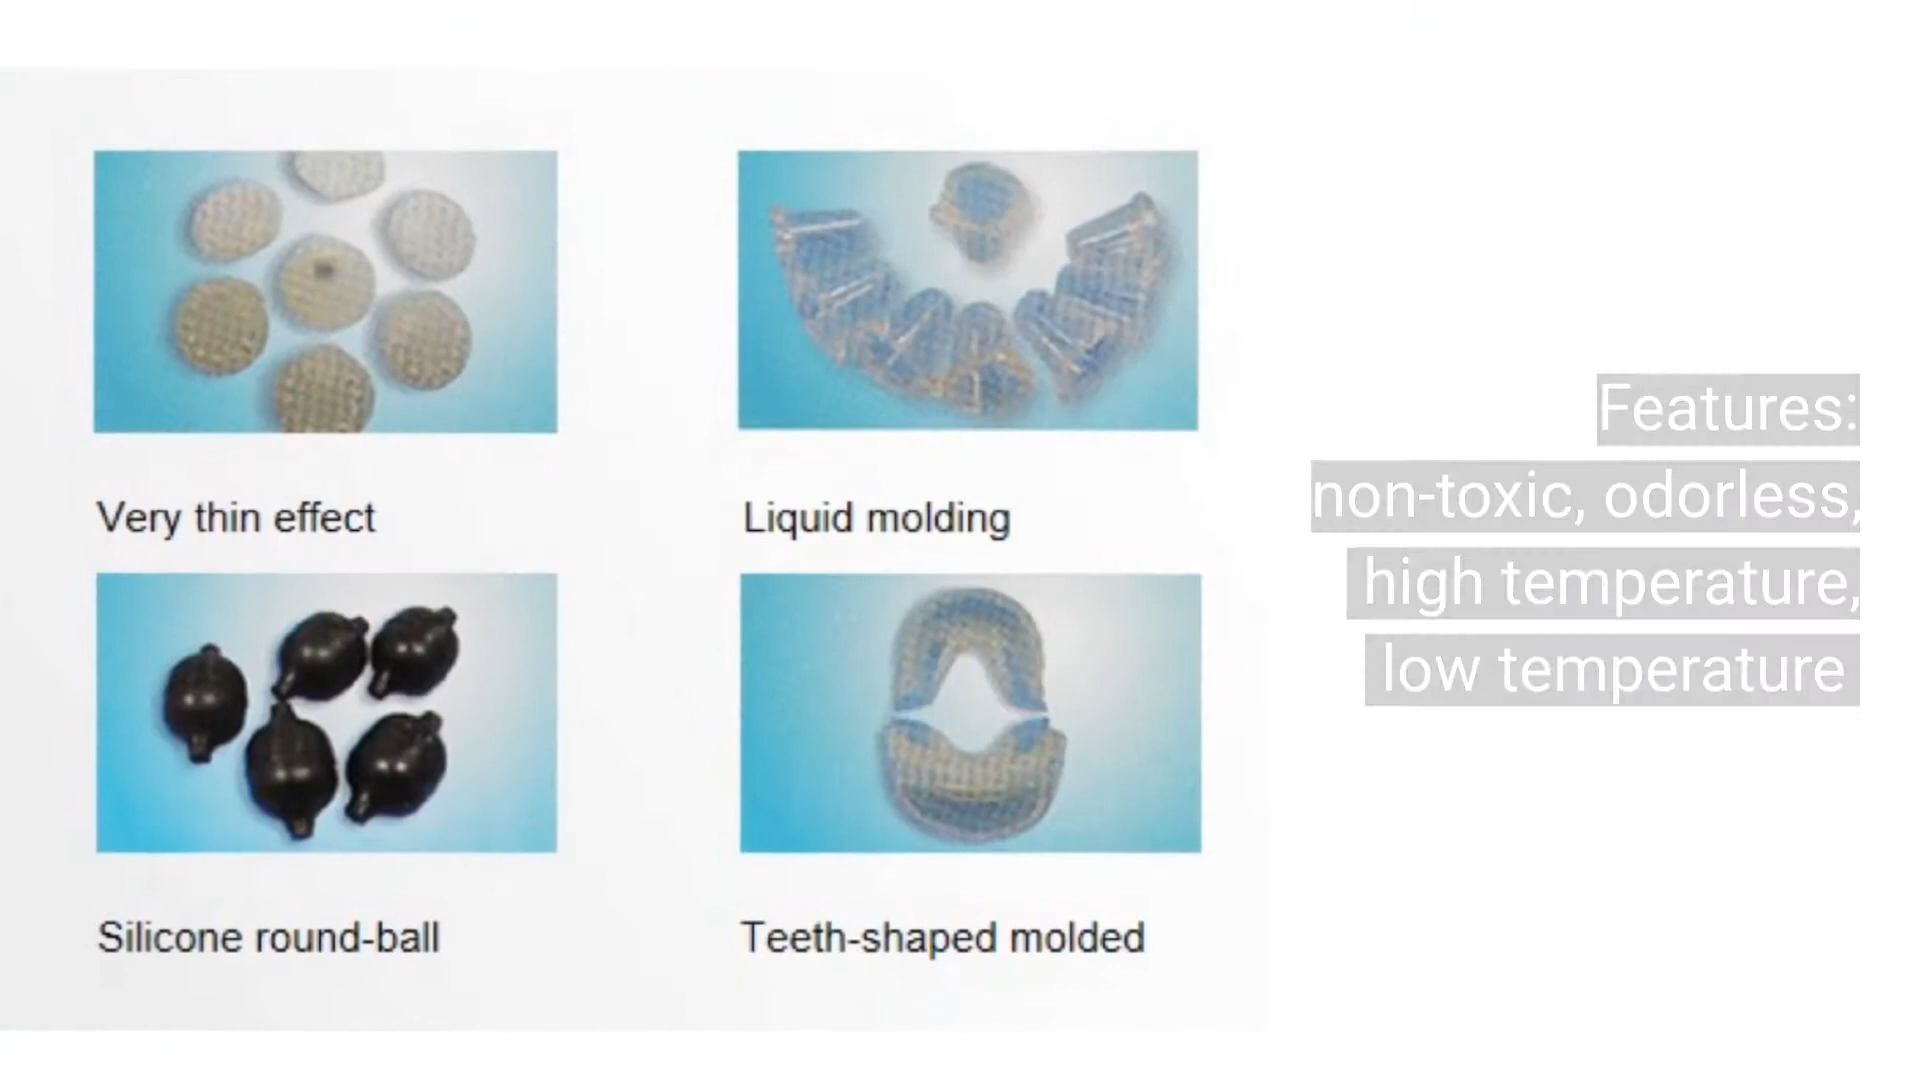 Very thin effect
Liquid molding
Silicone round-ball
Teeth-shaped molded
Features:
non-toxic, odorless,
high temperature,
low temperature